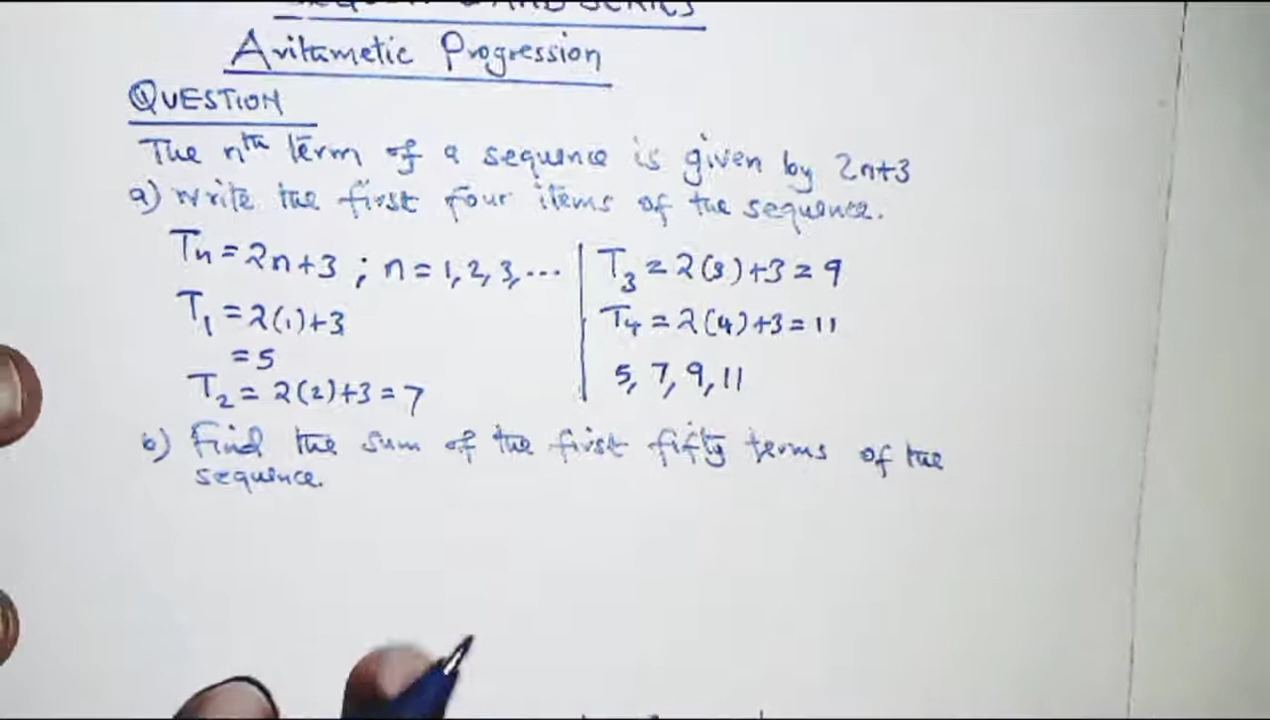 Aritmetic Progression
QUESTION
The nth term of a sequence is given by 2n+3
a) Write the first four items of the sequence.
Tn = 2n+3 ; n = 1, 2, 3, ...
T1 = 2(1)+3
= 5
T2 = 2(2)+3 = 7
T3 = 2(3)+3 = 9
T4 = 2(4)+3 = 11
5, 7, 9, 11
b) Find the sum of the first fifty terms of the
sequence.